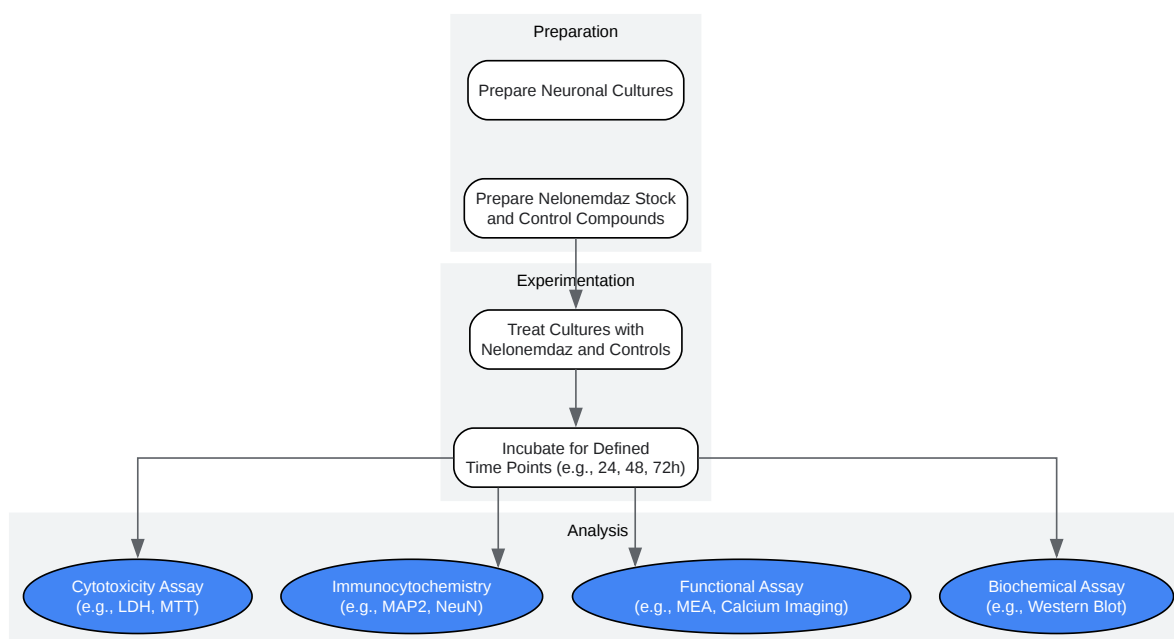 Preparation
Prepare Neuronal Cultures
Prepare Nelonemdaz Stock
and Control Compounds
Experimentation
Treat Cultures with
Nelonemdaz and Controls
Incubate for Defined
Time Points (e.g., 24, 48, 72h)
Analysis
Cytotoxicity Assay
(e.g., LDH, MTT)
Immunocytochemistry
(e.g., MAP2, NeuN)
Functional Assay
(e.g., MEA, Calcium Imaging)
Biochemical Assay
(e.g., Western Blot)